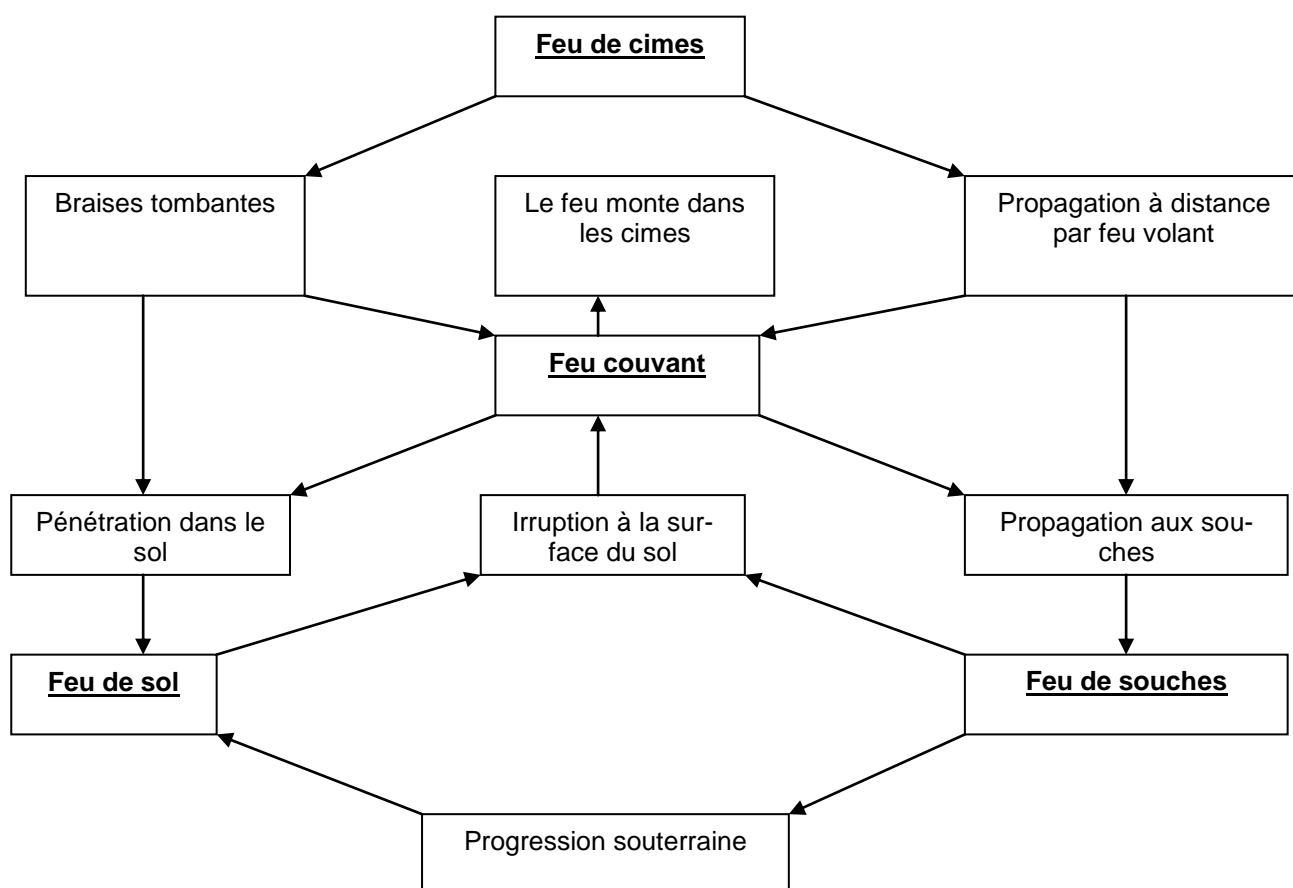 Feu de cimes
Braises tombantes
Le feu monte dans
les cimes
Propagation à distance
par feu volant
Feu couvant
Pénétration dans le
sol
Irruption à la sur-
face du sol
Propagation aux sou-
ches
Feu de sol
Feu de souches
Progression souterraine